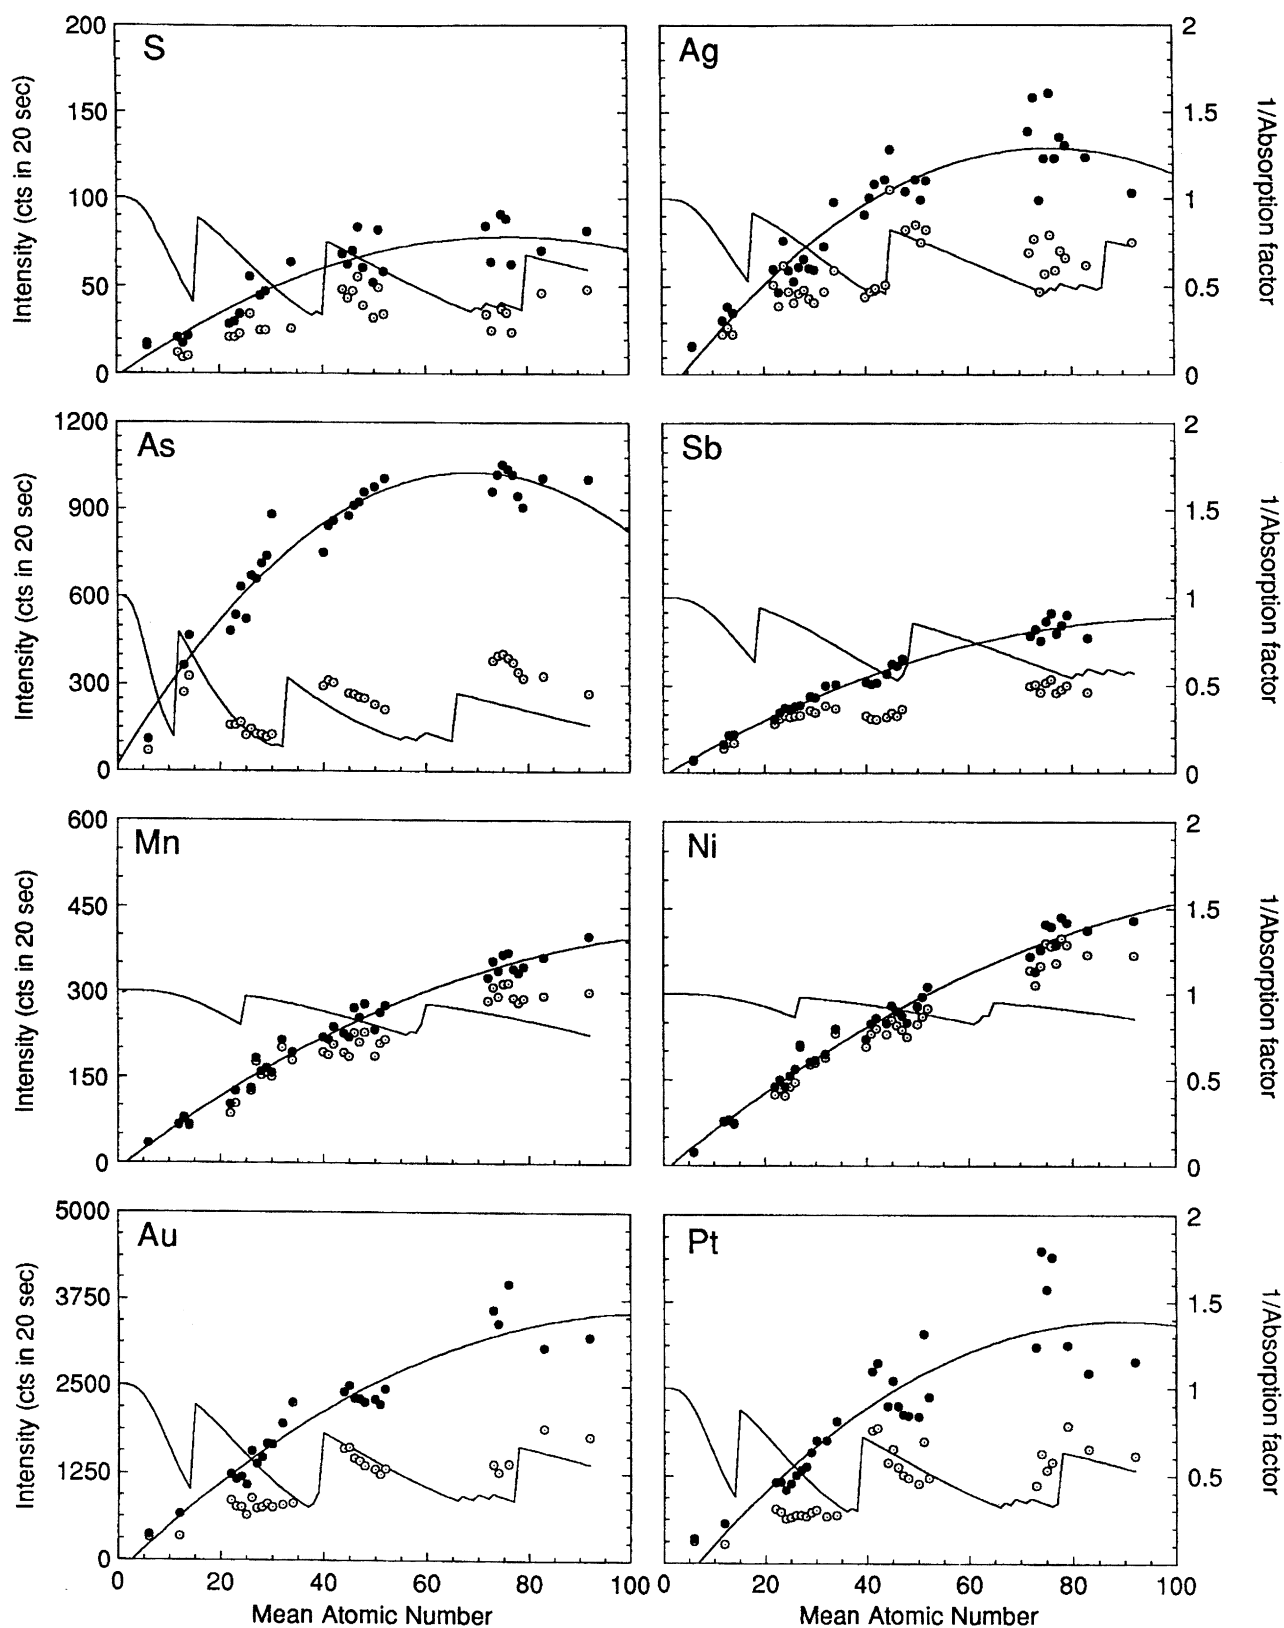 S
Ag
200
150
100
50
0
2
1.5
1
0.5
0
Intensity (cts in 20 sec)
1/Absorption factor
As
Sb
1200
900
600
300
0
2
1.5
1
0.5
0
Intensity (cts in 20 sec)
1/Absorption factor
Mn
Ni
600
450
300
150
0
2
1.5
1
0.5
0
Intensity (cts in 20 sec)
1/Absorption factor
Au
Pt
5000
3750
2500
1250
0
2
1.5
1
0.5
Intensity (cts in 20 sec)
1/Absorption factor
0 20 40 60 80 100
0 20 40 60 80 100
Mean Atomic Number
Mean Atomic Number